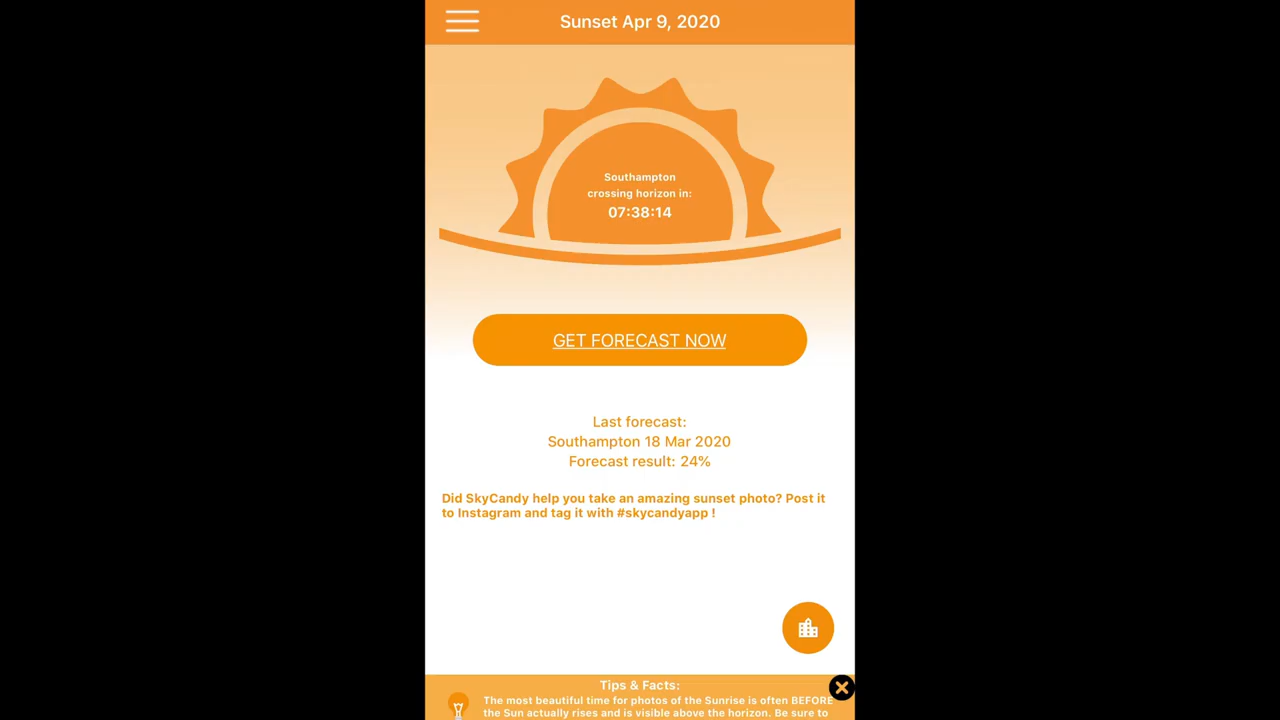 Sunset Apr 9, 2020
Southampton
crossing horizon in:
07:38:14
GET FORECAST NOW
Last forecast:
Southampton 18 Mar 2020
Forecast result: 24%
Did SkyCandy help you take an amazing sunset photo? Post it
to Instagram and tag it with #skycandyapp !
Tips & Facts:
The most beautiful time for photos of the Sunrise is often BEFORE
the Sun actually rises and is visible above the horizon. Be sure to